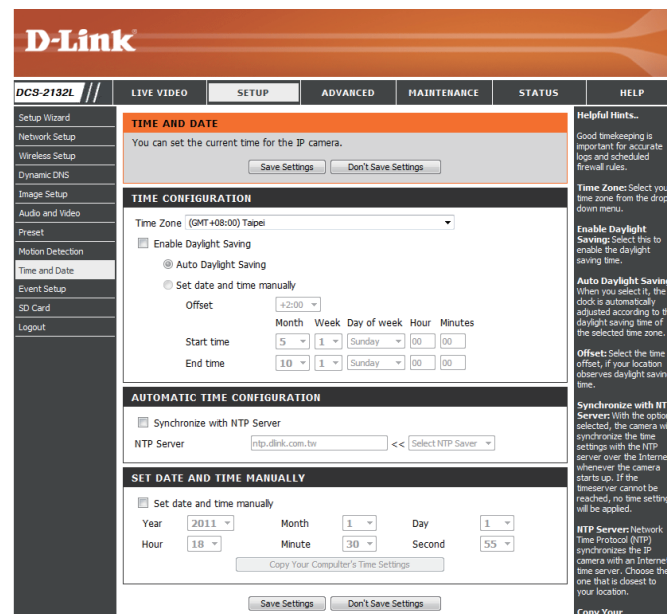 D-Link
DCS-2132L
LIVE VIDEO
SETUP
ADVANCED
MAINTENANCE
STATUS
HELP
Setup Wizard
Network Setup
Wireless Setup
Dynamic DNS
Image Setup
Audio and Video
Preset
Motion Detection
Time and Date
Event Setup
SD Card
Logout
TIME AND DATE
You can set the current time for the IP camera.
Save Settings Don't Save Settings
TIME CONFIGURATION
Time Zone (GMT+08:00) Taipei
Enable Daylight Saving
Auto Daylight Saving
Set date and time manually
Offset +2:00
Month Week Day of week Hour Minutes
Start time 5 1 Sunday 00 00
End time 10 1 Sunday 00 00
AUTOMATIC TIME CONFIGURATION
Synchronize with NTP Server
NTP Server ntp.dlink.com.tw << Select NTP Saver
SET DATE AND TIME MANUALLY
Set date and time manually
Year 2011 Month 1 Day 1
Hour 18 Minute 30 Second 55
Copy Your Compulter's Time Settings
Save Settings Don't Save Settings
Helpful Hints..
Good timekeeping is
important for accurate
logs and scheduled
firewall rules.
Time Zone: Select you
time zone from the drop
down menu.
Enable Daylight
Saving: Select this to
enable the daylight
saving time.
Auto Daylight Saving
When you select it, the
clock is automatically
adjusted according to th
daylight saving time of
the selected time zone.
Offset: Select the time
offset, if your location
observes daylight savin
time.
Synchronize with NT
Server: With the option
selected, the camera wi
synchronize the time
settings with the NTP
server over the Interne
whenever the camera
starts up. If the
timeserver cannot be
reached, no time setting
will be applied.
NTP Server: Network
Time Protocol (NTP)
synchronizes the IP
camera with an Internet
time server. Choose the
one that is closest to
your location.
Copy Your